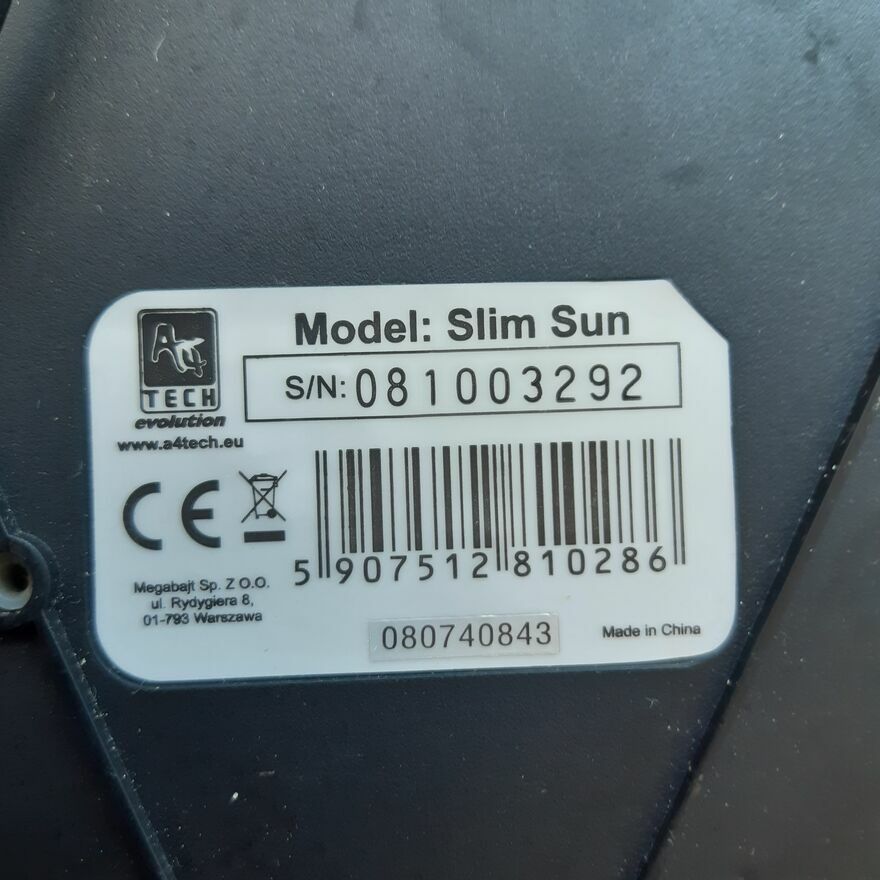 A4
TECH
evolution
www.a4tech.eu
Model: Slim Sun
S/N: 081003292
CE
5 907512 810286
Megabajt Sp. Z O.O.
ul. Rydygiera 8,
01-793 Warszawa
080740843
Made in China